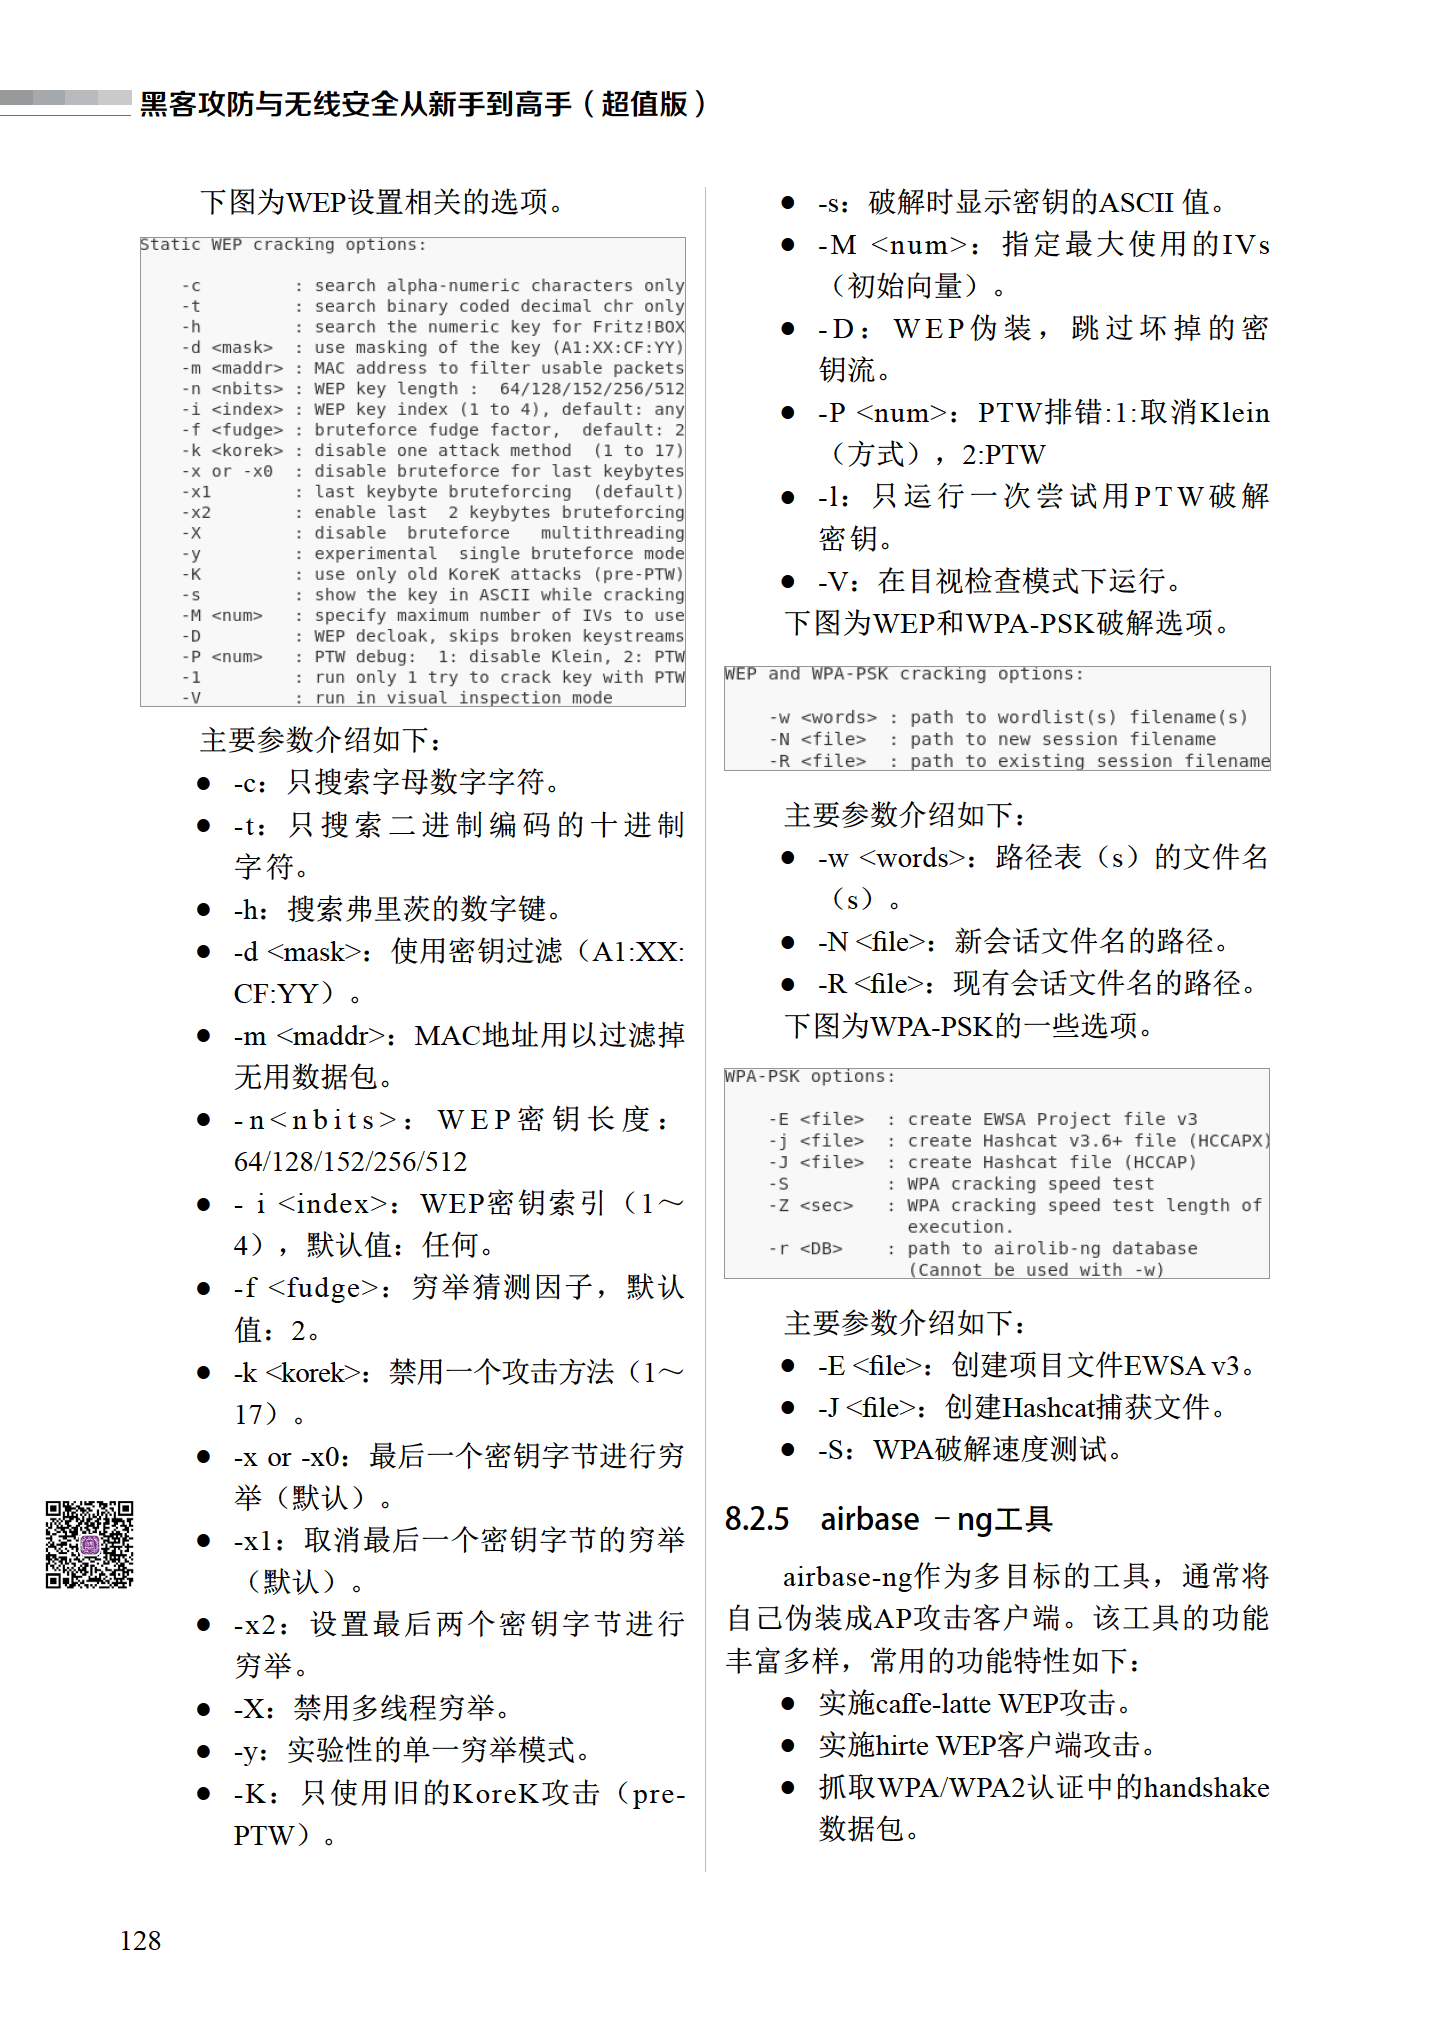 黑客攻防与无线安全从新手到高手（超值版）
下图为WEP设置相关的选项。
Static WEP cracking options:
-c : search alpha-numeric characters only
-t : search binary coded decimal chr only
-h : search the numeric key for Fritz!BOX
-d <mask> : use masking of the key (A1:XX:CF:YY)
-m <maddr> : MAC address to filter usable packets
-n <nbits> : WEP key length : 64/128/152/256/512
-i <index> : WEP key index (1 to 4), default: any
-f <fudge> : bruteforce fudge factor, default: 2
-k <korek> : disable one attack method (1 to 17)
-x or -x0 : disable bruteforce for last keybytes
-x1 : last keybyte bruteforcing (default)
-x2 : enable last 2 keybytes bruteforcing
-X : disable bruteforce multithreading
-y : experimental single bruteforce mode
-K : use only old KoreK attacks (pre-PTW)
-s : show the key in ASCII while cracking
-M <num> : specify maximum number of IVs to use
-D : WEP decloak, skips broken keystreams
-P <num> : PTW debug: 1: disable Klein, 2: PTW
-1 : run only 1 try to crack key with PTW
-V : run in visual inspection mode
主要参数介绍如下：
● -c：只搜索字母数字字符。
● -t：只搜索二进制编码的十进制
字符。
● -h：搜索弗里茨的数字键。
● -d <mask>：使用密钥过滤（A1:XX:
CF:YY）。
● -m <maddr>：MAC地址用以过滤掉
无用数据包。
● -n<nbits>：WEP密钥长度：
64/128/152/256/512
● - i <index>：WEP密钥索引（1～
4），默认值：任何。
● -f <fudge>：穷举猜测因子，默认
值：2。
● -k <korek>：禁用一个攻击方法（1～
17）。
● -x or -x0：最后一个密钥字节进行穷
举（默认）。
● -x1：取消最后一个密钥字节的穷举
（默认）。
● -x2：设置最后两个密钥字节进行
穷举。
● -X：禁用多线程穷举。
● -y：实验性的单一穷举模式。
● -K：只使用旧的KoreK攻击（pre-
PTW）。
● -s：破解时显示密钥的ASCII 值。
● -M <num>：指定最大使用的IVs
（初始向量）。
● -D：WEP伪装，跳过坏掉的密
钥流。
● -P <num>：PTW排错:1:取消Klein
（方式），2:PTW
● -l：只运行一次尝试用PTW破解
密钥。
● -V：在目视检查模式下运行。
下图为WEP和WPA-PSK破解选项。
WEP and WPA-PSK cracking options:
-w <words> : path to wordlist(s) filename(s)
-N <file> : path to new session filename
-R <file> : path to existing session filename
主要参数介绍如下：
● -w <words>：路径表（s）的文件名
（s）。
● -N <file>：新会话文件名的路径。
● -R <file>：现有会话文件名的路径。
下图为WPA-PSK的一些选项。
WPA-PSK options:
-E <file> : create EWSA Project file v3
-j <file> : create Hashcat v3.6+ file (HCCAPX)
-J <file> : create Hashcat file (HCCAP)
-S : WPA cracking speed test
-Z <sec> : WPA cracking speed test length of
execution.
-r <DB> : path to airolib-ng database
(Cannot be used with -w)
主要参数介绍如下：
● -E <file>：创建项目文件EWSA v3。
● -J <file>：创建Hashcat捕获文件。
● -S：WPA破解速度测试。
8.2.5 airbase －ng工具
airbase-ng作为多目标的工具，通常将
自己伪装成AP攻击客户端。该工具的功能
丰富多样，常用的功能特性如下：
● 实施caffe-latte WEP攻击。
● 实施hirte WEP客户端攻击。
● 抓取WPA/WPA2认证中的handshake
数据包。
128